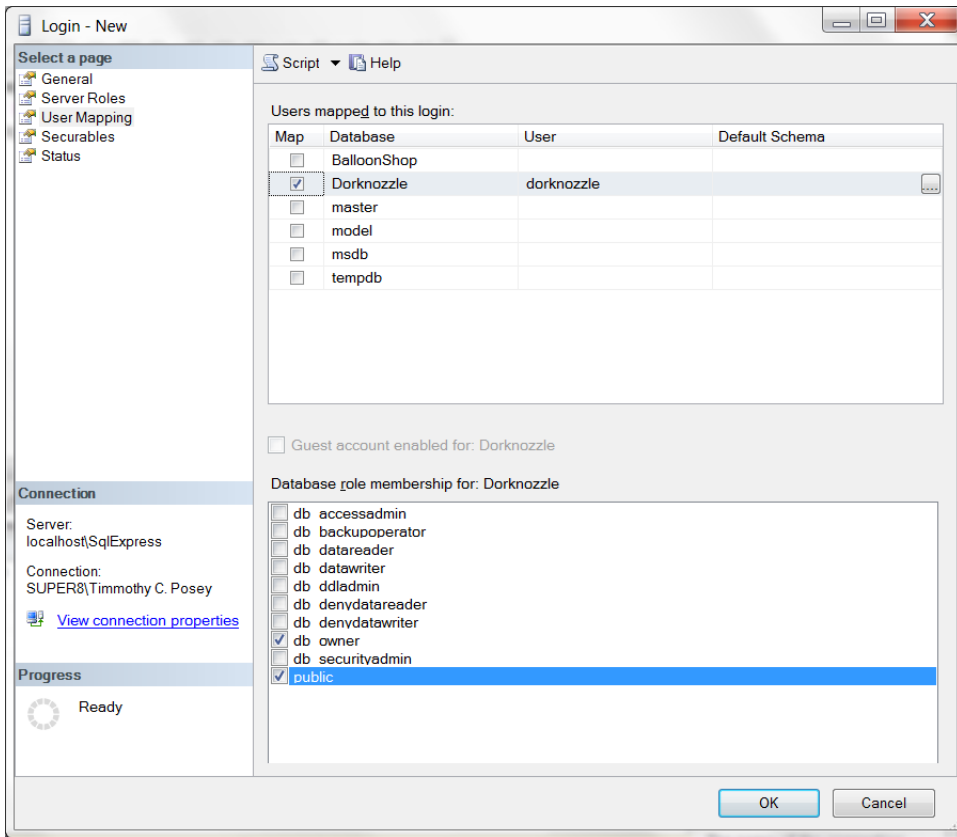 Login - New
Select a page
General
Server Roles
User Mapping
Securables
Status
Script Help
Users mapped to this login:
Map Database User Default Schema
BalloonShop
Dorknozzle dorknozzle ....
master
model
msdb
tempdb
Guest account enabled for: Dorknozzle
Database role membership for: Dorknozzle
db_accessadmin
db_backupoperator
db_datareader
db_datawriter
db_ddladmin
db_denydatareader
db_denydatawriter
db_owner
db_securityadmin
public
Connection
Server:
localhost\SqlExpress
Connection:
SUPER8\Timmothy C. Posey
View connection properties
Progress
Ready
OK Cancel